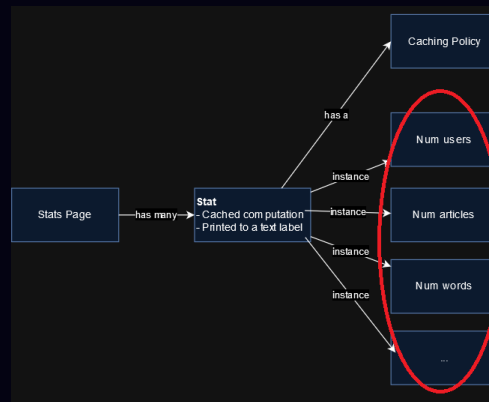 Caching Policy
has a
Num users
instance
Stats Page
has many
Stat
- Cached computation
- Printed to a text label
instance
Num articles
instance
Num words
instance
...